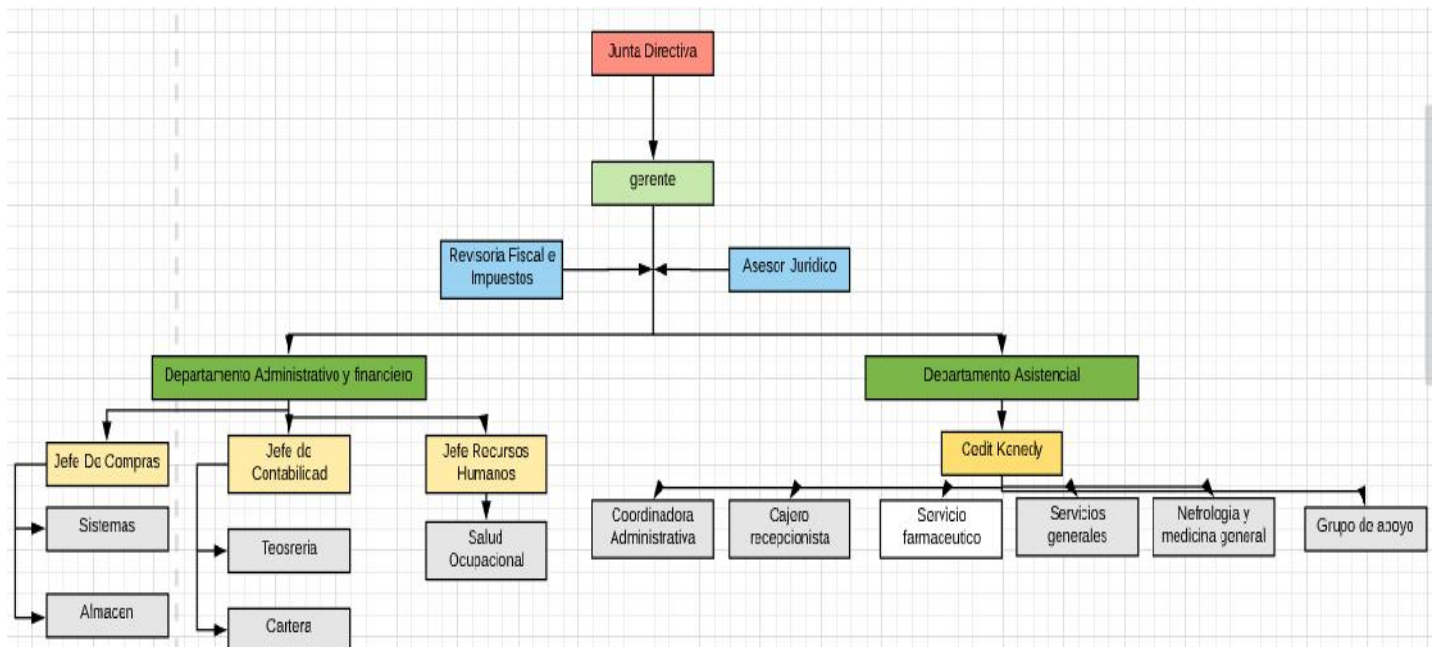 Junta Directiva
gerente
Revisoria Fiscal e
Impuestos
Asesor Juridico
Departamento Administrativo y financiero
Departamento Asistencial
Jefe De Compras
Jefe de
Contabilicad
Jefe Recursos
Humanos
Cedit Kenedy
Sistemas
Teosreria
Salud
Ocupacional
Coordinadora
Administrativa
Cajero
recepcionista
Servicio
farmaceutico
Servicios
generales
Nefrologia y
medicina general
Grupo de apoyo
Almacen
Cartera